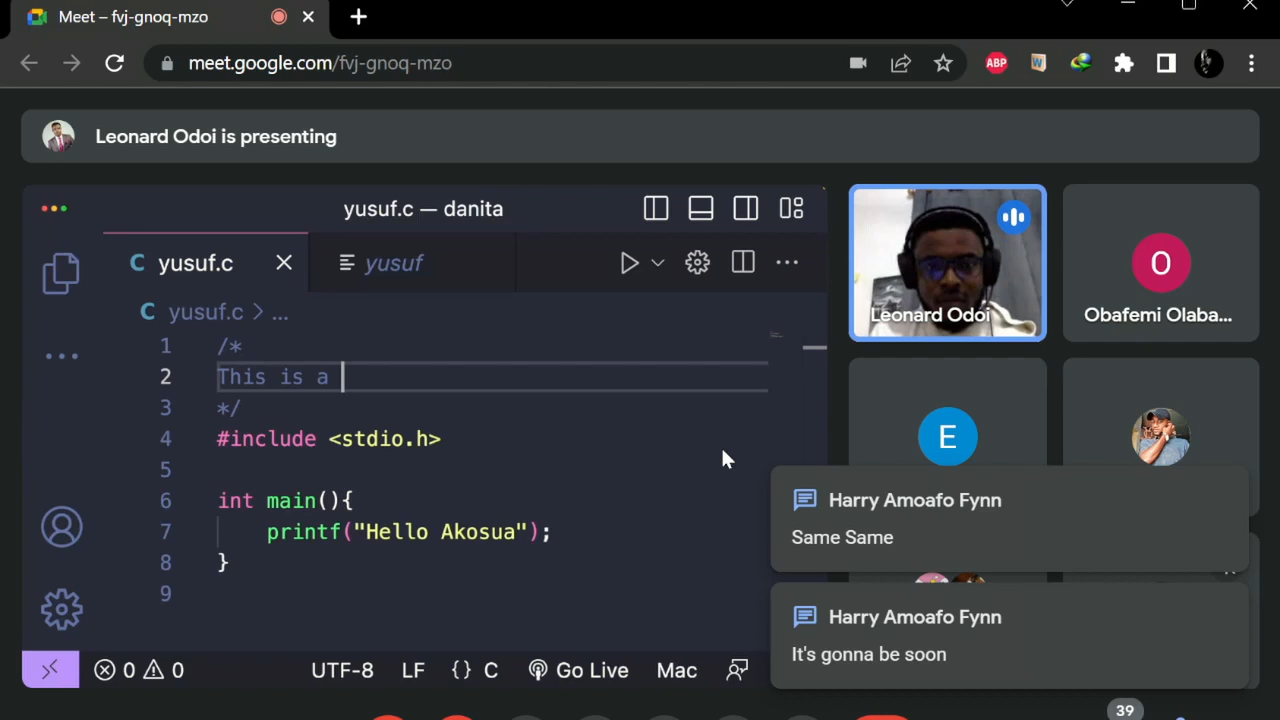 Meet – fvj-gnoq-mzo
meet.google.com/fvj-gnoq-mzo
ABP
W
Leonard Odoi is presenting
yusuf.c — danita
C yusuf.c
yusuf
C yusuf.c > ...
1 /*
2 This is a
3 */
4 #include <stdio.h>
5
6 int main(){
7 printf("Hello Akosua");
8 }
9
0 0 UTF-8 LF {} C Go Live Mac
Leonard Odoi
O
Obafemi Olaba...
E
Harry Amoafo Fynn
Same Same
Harry Amoafo Fynn
It's gonna be soon
39